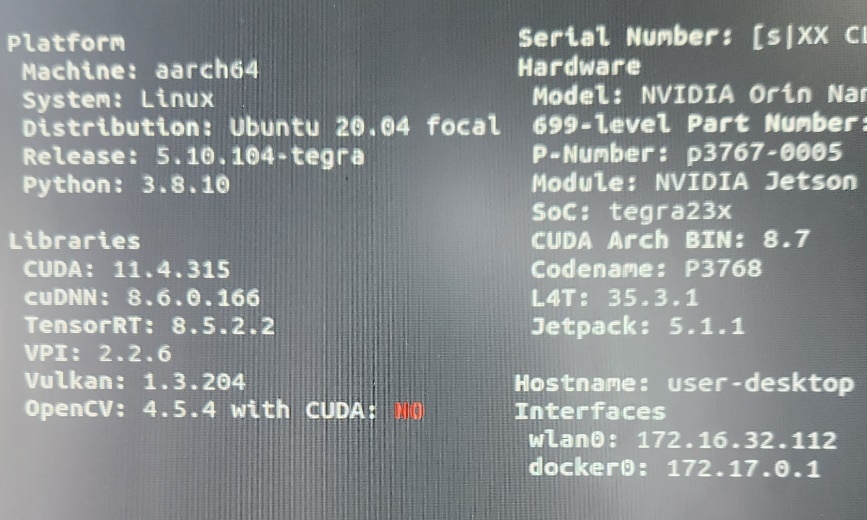 Platform
Machine: aarch64
System: Linux
Distribution: Ubuntu 20.04 focal
Release: 5.10.104-tegra
Python: 3.8.10
Libraries
CUDA: 11.4.315
cuDNN: 8.6.0.166
TensorRT: 8.5.2.2
VPI: 2.2.6
Vulkan: 1.3.204
OpenCV: 4.5.4 with CUDA: NO
Serial Number: [s|XX CL
Hardware
Model: NVIDIA Orin Nan
699-level Part Number:
P-Number: p3767-0005
Module: NVIDIA Jetson
SoC: tegra23x
CUDA Arch BIN: 8.7
Codename: P3768
L4T: 35.3.1
Jetpack: 5.1.1
Hostname: user-desktop
Interfaces
wlan0: 172.16.32.112
docker0: 172.17.0.1